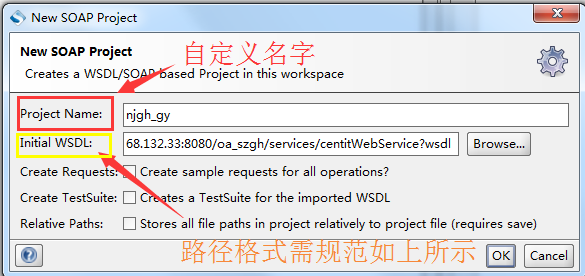 New SOAP Project
New SOAP Project
自定义名字
Creates a WSDL/SOAP based Project in this workspace
Project Name: njgh_gy
Initial WSDL: 68.132.33:8080/oa_szgh/services/centitWebService?wsdl Browse...
Create Requests: Create sample requests for all operations?
Create TestSuite: Creates a TestSuite for the imported WSDL
Relative Paths: Stores all file paths in project relatively to project file (requires save)
路径格式需规范如上所示
? OK Cancel